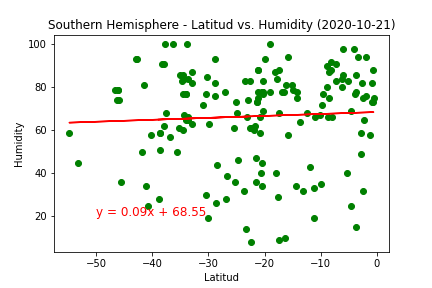 Southern Hemisphere - Latitud vs. Humidity (2020-10-21)
100
80
60
40
20
Humidity
y = 0.09x + 68.55
−50
−40
−30
−20
−10
0
Latitud